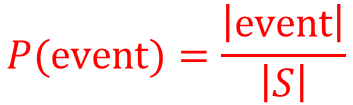 P(event) = |event| / |S|